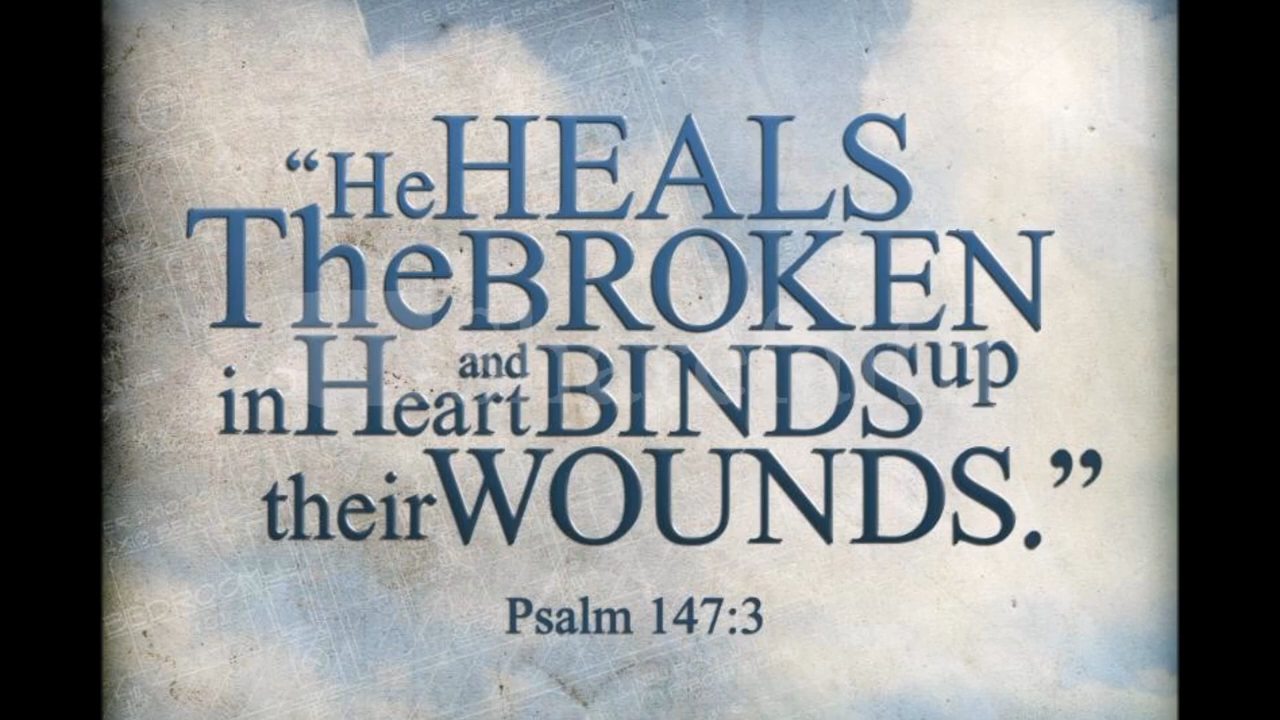 “He HEALS
The BROKEN
in Heart and BINDS up
their WOUNDS.”
Psalm 147:3